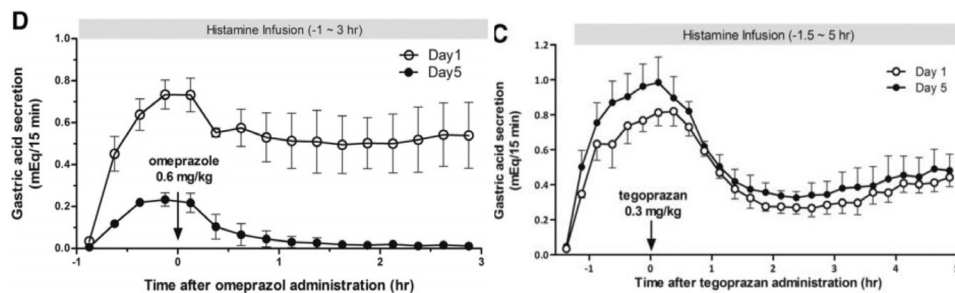 D
Histamine Infusion (-1 ~ 3 hr)
Gastric acid secretion
(mEq/15 min)
1.0
0.8
0.6
0.4
0.2
0.0
Day1
Day5
omeprazole
0.6 mg/kg
-1
0
1
2
3
Time after omeprazol administration (hr)
C
Histamine Infusion (-1.5 ~ 5 hr)
Gastric acid secretion
(mEq/15 min)
1.2
1.0
0.8
0.6
0.4
0.2
0.0
Day 1
Day 5
tegoprazan
0.3 mg/kg
-1
0
1
2
3
4
5
Time after tegoprazan administration (hr)